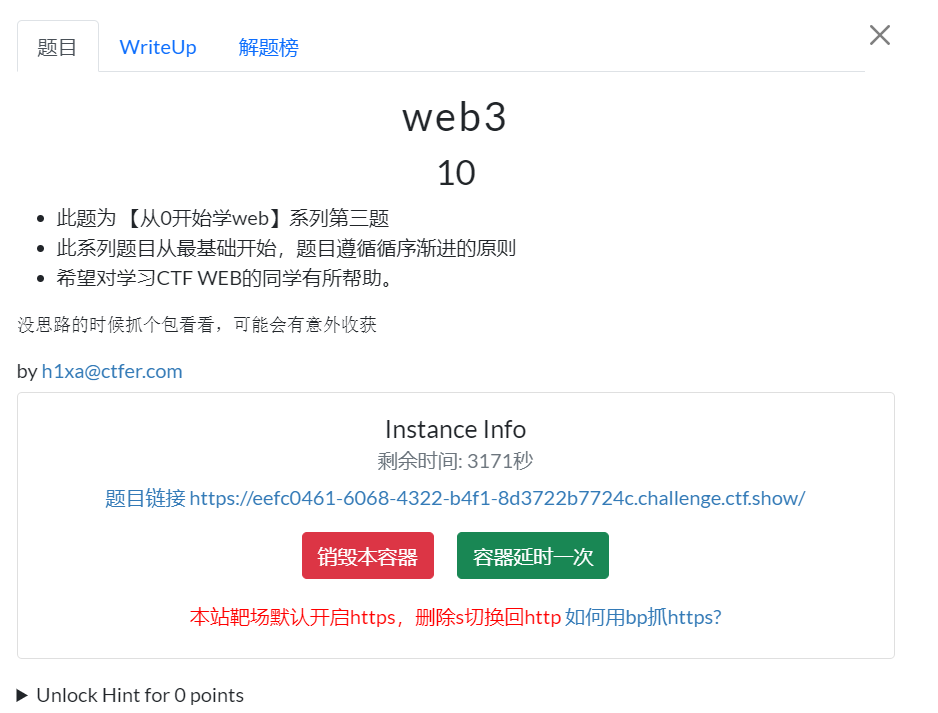 题目 WriteUp 解题榜
web3
10
此题为 【从0开始学web】系列第三题
此系列题目从最基础开始，题目遵循循序渐进的原则
希望对学习CTF WEB的同学有所帮助。
没思路的时候抓个包看看，可能会有意外收获
by h1xa@ctfer.com
Instance Info
剩余时间: 3171秒
题目链接 https://eefc0461-6068-4322-b4f1-8d3722b7724c.challenge.ctf.show/
销毁本容器 容器延时一次
本站靶场默认开启https，删除s切换回http 如何用bp抓https?
Unlock Hint for 0 points